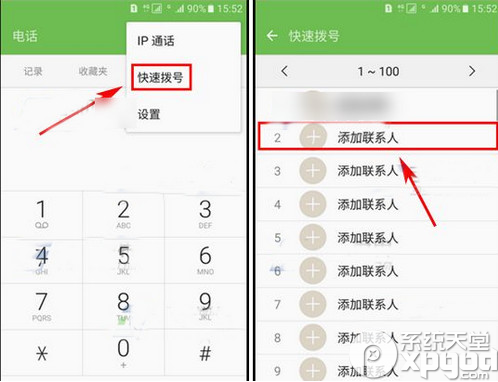 90% 15:52
电话
IP 通话
记录
收藏夹
快速拨号
设置
1 2 3
ABC DEF
4 5 6
GHI JKL MNO
7 8 9
PQRS TUV WXYZ
* 0 #
+
90% 15:52
快速拨号
1 ~ 100
2 添加联系人
3 添加联系人
4 添加联系人
5 添加联系人
6 添加联系人
7 添加联系人
8 添加联系人
9 添加联系人
系统天堂
xpgod